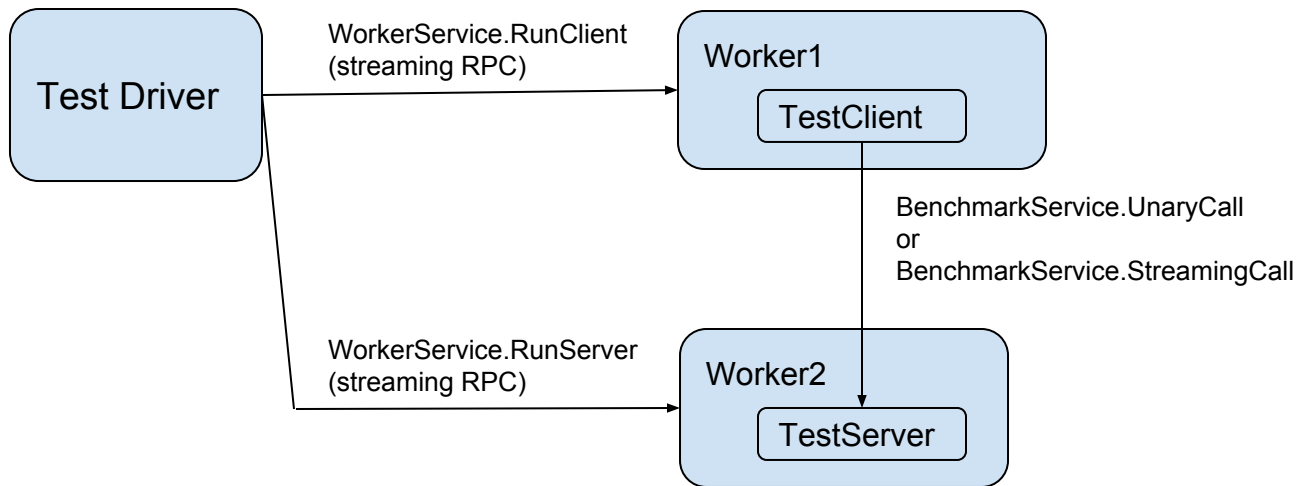 Test Driver
WorkerService.RunClient
(streaming RPC)
Worker1
TestClient
BenchmarkService.UnaryCall
or
BenchmarkService.StreamingCall
WorkerService.RunServer
(streaming RPC)
Worker2
TestServer